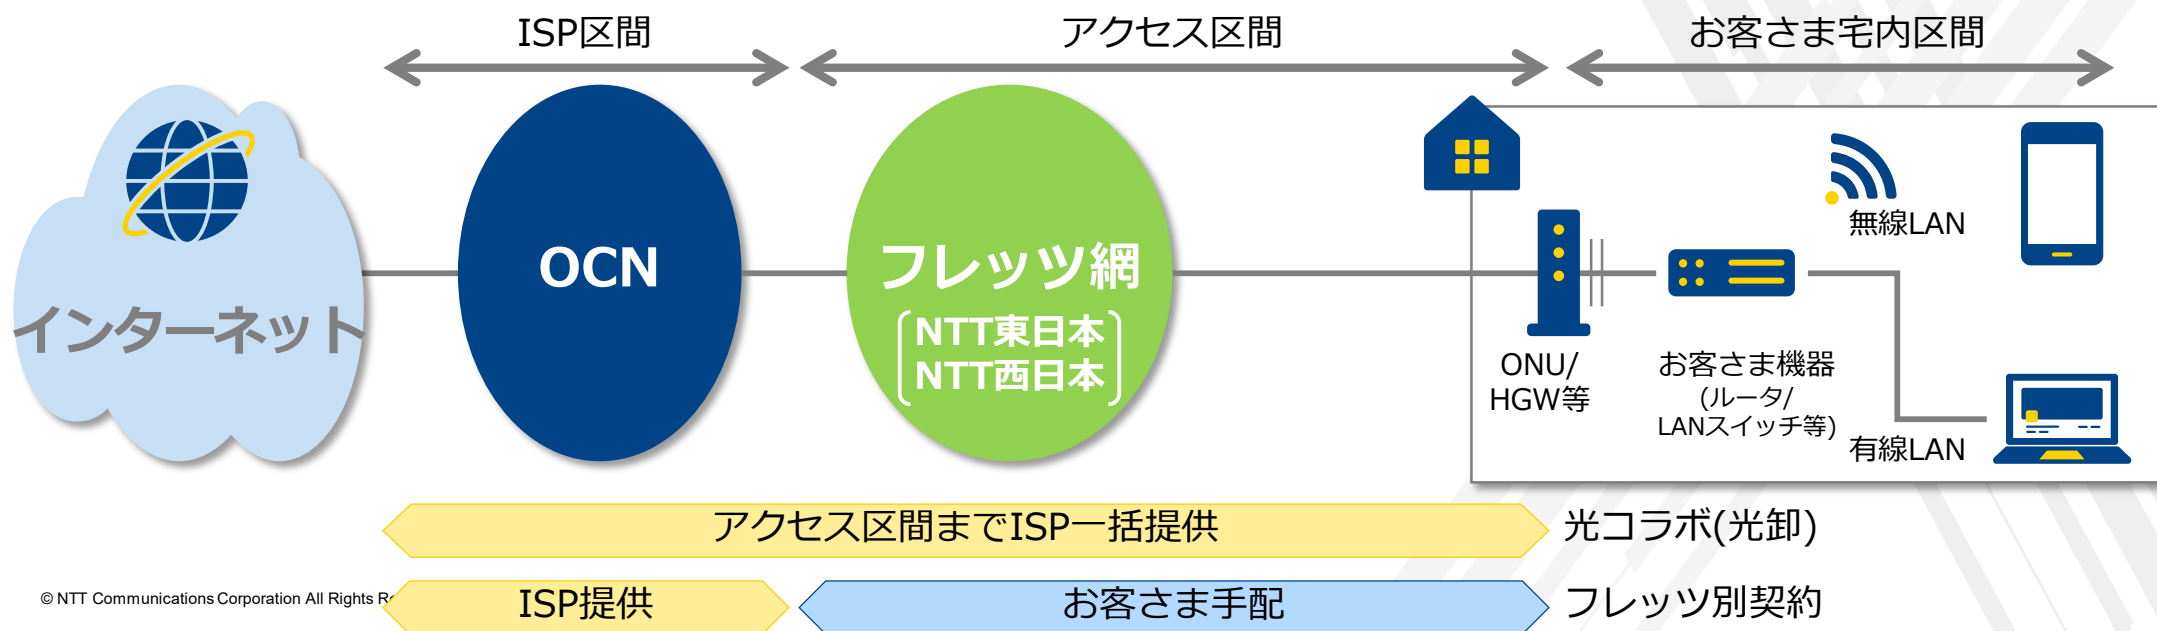 ISP区間
アクセス区間
お客さま宅内区間
インターネット
OCN
フレッツ網
NTT東日本
NTT西日本
無線LAN
ONU/
HGW等
お客さま機器
(ルータ/
LANスイッチ等)
有線LAN
アクセス区間までISP一括提供
光コラボ(光卸)
© NTT Communications Corporation All Rights
ISP提供
お客さま手配
フレッツ別契約